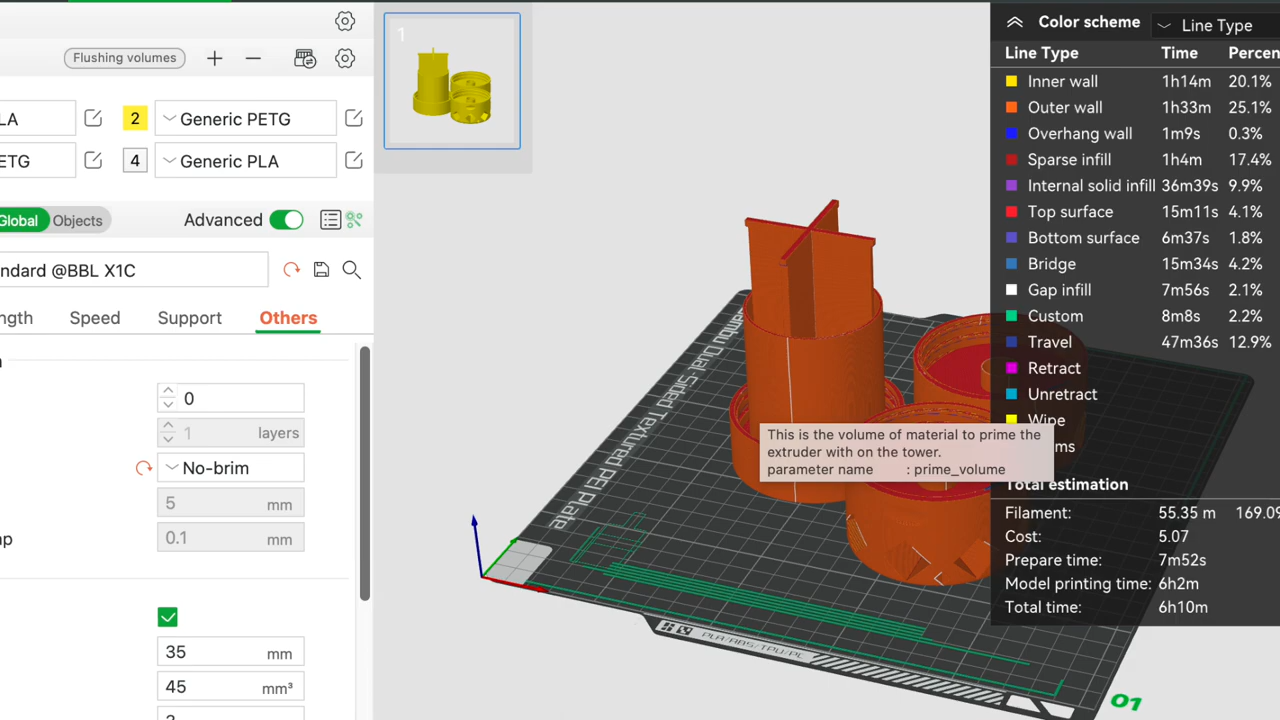 Flushing volumes
LA
2
Generic PETG
ETG
4
Generic PLA
Global
Objects
Advanced
ndard @BBL X1C
ngth
Speed
Support
Others
n
0
1 layers
No-brim
5 mm
ap
0.1 mm
35 mm
45 mm³
1
Bambu Dual-Sided Textured PEI Plate
This is the volume of material to prime the
extruder with on the tower.
parameter name : prime_volume
PLA/ABS/TPU/PC
01
Color scheme
Line Type
Line Type Time Percen
Inner wall 1h14m 20.1%
Outer wall 1h33m 25.1%
Overhang wall 1m9s 0.3%
Sparse infill 1h4m 17.4%
Internal solid infill 36m39s 9.9%
Top surface 15m11s 4.1%
Bottom surface 6m37s 1.8%
Bridge 15m34s 4.2%
Gap infill 7m56s 2.1%
Custom 8m8s 2.2%
Travel 47m36s 12.9%
Retract
Unretract
Wipe
ms
Total estimation
Filament: 55.35 m 169.09
Cost: 5.07
Prepare time: 7m52s
Model printing time: 6h2m
Total time: 6h10m